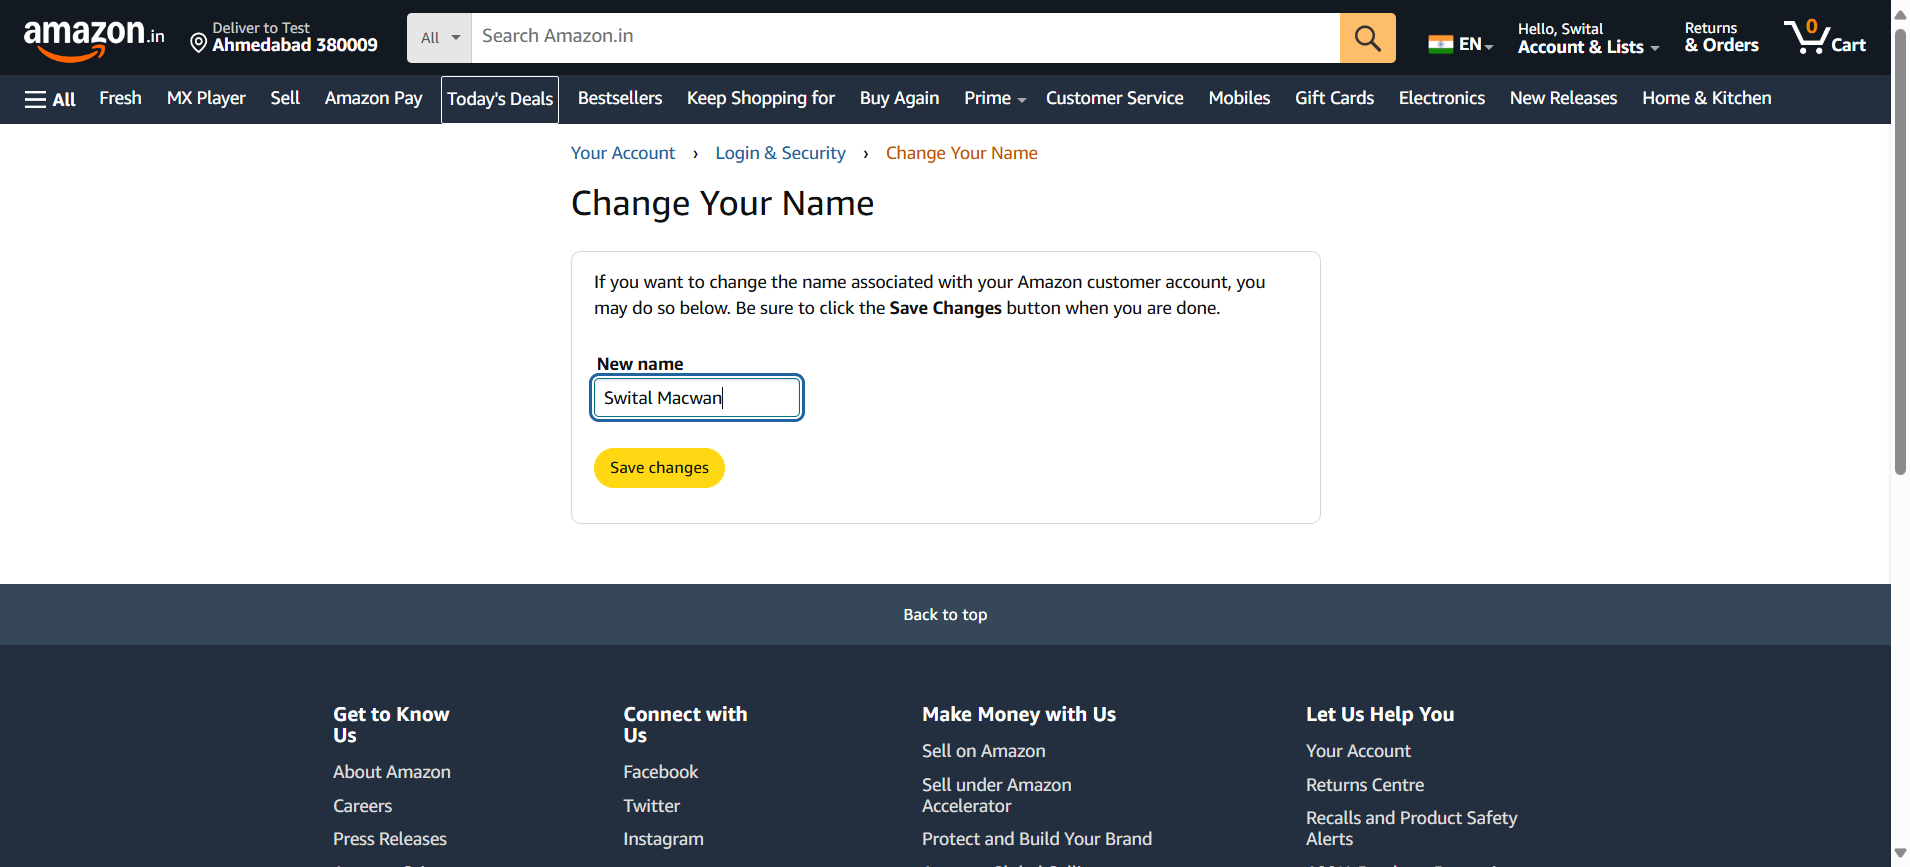 amazon.in
Deliver to Test
Ahmedabad 380009
All
Search Amazon.in
EN
Hello, Swital
Account & Lists
Returns
& Orders
0
Cart
All
Fresh
MX Player
Sell
Amazon Pay
Today's Deals
Bestsellers
Keep Shopping for
Buy Again
Prime
Customer Service
Mobiles
Gift Cards
Electronics
New Releases
Home & Kitchen
Your Account › Login & Security › Change Your Name
Change Your Name
If you want to change the name associated with your Amazon customer account, you
may do so below. Be sure to click the Save Changes button when you are done.
New name
Swital Macwan
Save changes
Back to top
Get to Know
Us
About Amazon
Careers
Press Releases
Connect with
Us
Facebook
Twitter
Instagram
Make Money with Us
Sell on Amazon
Sell under Amazon
Accelerator
Protect and Build Your Brand
Let Us Help You
Your Account
Returns Centre
Recalls and Product Safety
Alerts